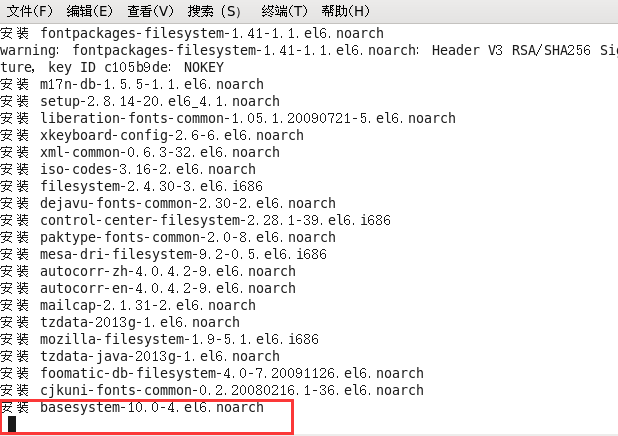 文件(F) 编辑(E) 查看(V) 搜索 (S) 终端(T) 帮助(H)
安装 fontpackages-filesystem-1.41-1.1.el6.noarch
warning: fontpackages-filesystem-1.41-1.1.el6.noarch: Header V3 RSA/SHA256 Sig
ture, key ID c105b9de: NOKEY
安装 m17n-db-1.5.5-1.1.el6.noarch
安装 setup-2.8.14-20.el6_4.1.noarch
安装 liberation-fonts-common-1.05.1.20090721-5.el6.noarch
安装 xkeyboard-config-2.6-6.el6.noarch
安装 xml-common-0.6.3-32.el6.noarch
安装 iso-codes-3.16-2.el6.noarch
安装 filesystem-2.4.30-3.el6.i686
安装 dejavu-fonts-common-2.30-2.el6.noarch
安装 control-center-filesystem-2.28.1-39.el6.i686
安装 paktype-fonts-common-2.0-8.el6.noarch
安装 mesa-dri-filesystem-9.2-0.5.el6.i686
安装 autocorr-zh-4.0.4.2-9.el6.noarch
安装 autocorr-en-4.0.4.2-9.el6.noarch
安装 mailcap-2.1.31-2.el6.noarch
安装 tzdata-2013g-1.el6.noarch
安装 mozilla-filesystem-1.9-5.1.el6.i686
安装 tzdata-java-2013g-1.el6.noarch
安装 foomatic-db-filesystem-4.0-7.20091126.el6.noarch
安装 cjkuni-fonts-common-0.2.20080216.1-36.el6.noarch
安装 basesystem-10.0-4.el6.noarch